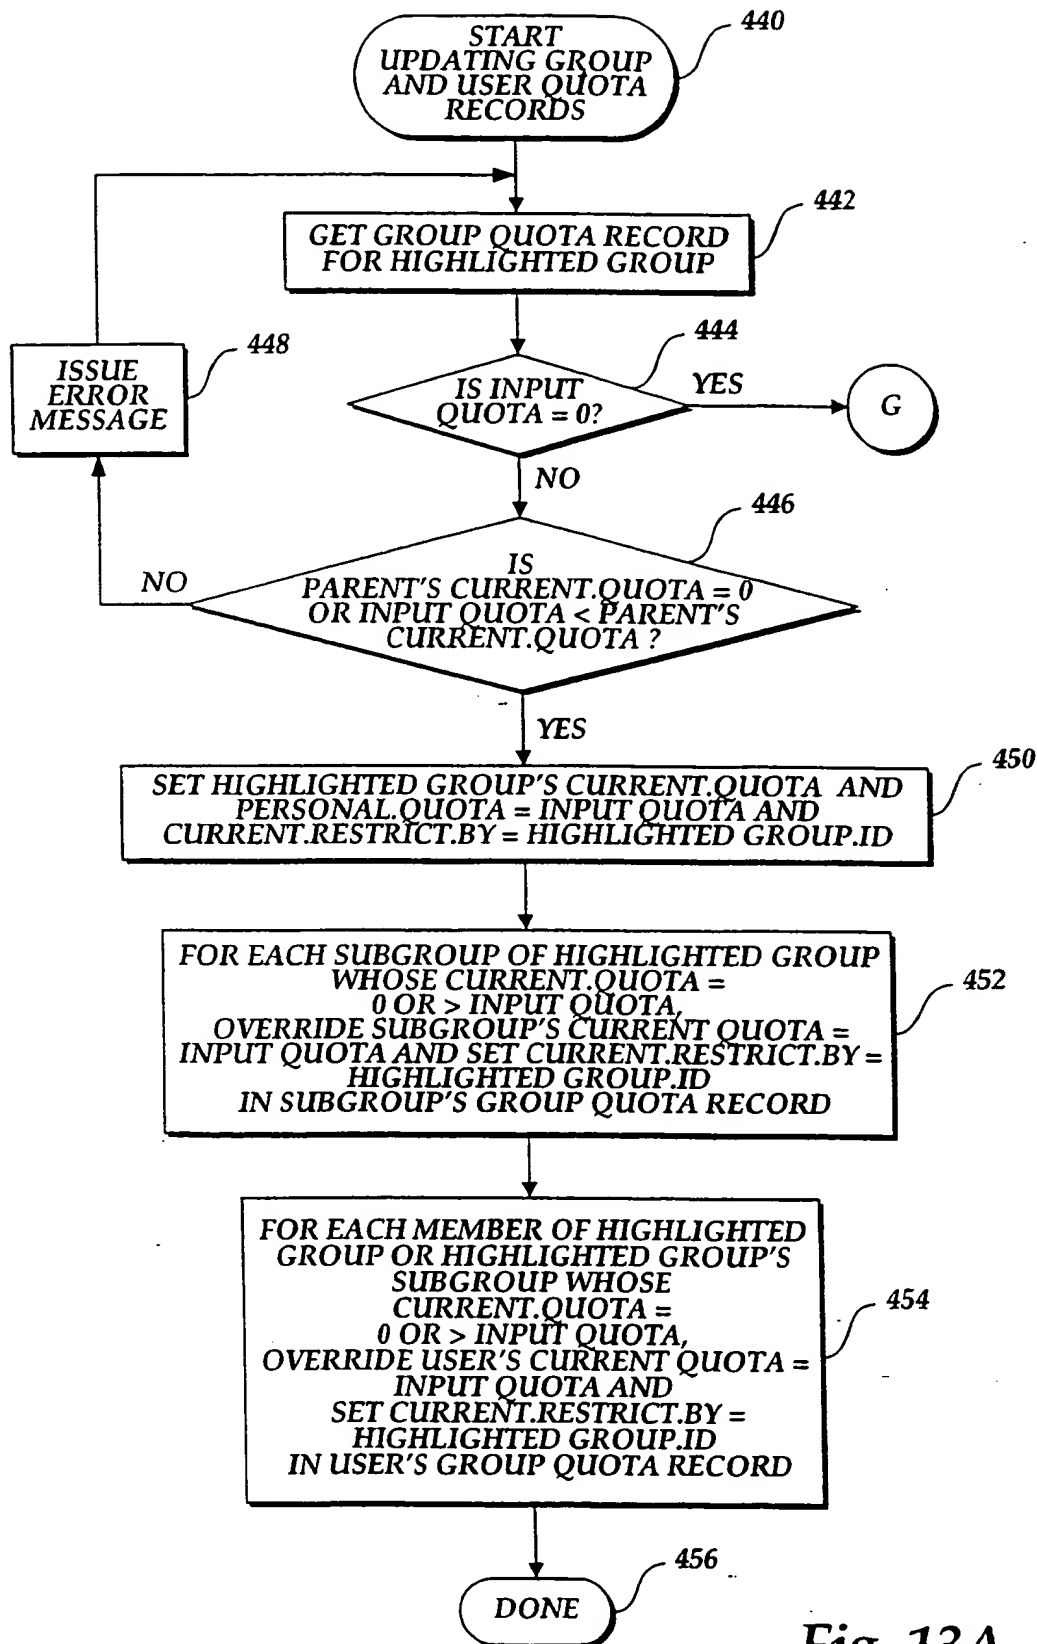 START
UPDATING GROUP
AND USER QUOTA
RECORDS
440
GET GROUP QUOTA RECORD
FOR HIGHLIGHTED GROUP
442
IS INPUT
QUOTA = 0?
444
YES
G
NO
ISSUE
ERROR
MESSAGE
448
IS
PARENT'S CURRENT.QUOTA = 0
OR INPUT QUOTA < PARENT'S
CURRENT.QUOTA ?
446
NO
YES
SET HIGHLIGHTED GROUP'S CURRENT.QUOTA AND
PERSONAL.QUOTA = INPUT QUOTA AND
CURRENT.RESTRICT.BY = HIGHLIGHTED GROUP.ID
450
FOR EACH SUBGROUP OF HIGHLIGHTED GROUP
WHOSE CURRENT.QUOTA =
0 OR > INPUT QUOTA,
OVERRIDE SUBGROUP'S CURRENT QUOTA =
INPUT QUOTA AND SET CURRENT.RESTRICT.BY =
HIGHLIGHTED GROUP.ID
IN SUBGROUP'S GROUP QUOTA RECORD
452
FOR EACH MEMBER OF HIGHLIGHTED
GROUP OR HIGHLIGHTED GROUP'S
SUBGROUP WHOSE
CURRENT.QUOTA =
0 OR > INPUT QUOTA,
OVERRIDE USER'S CURRENT QUOTA =
INPUT QUOTA AND
SET CURRENT.RESTRICT.BY =
HIGHLIGHTED GROUP.ID
IN USER'S GROUP QUOTA RECORD
454
DONE
456
Fig. 13A